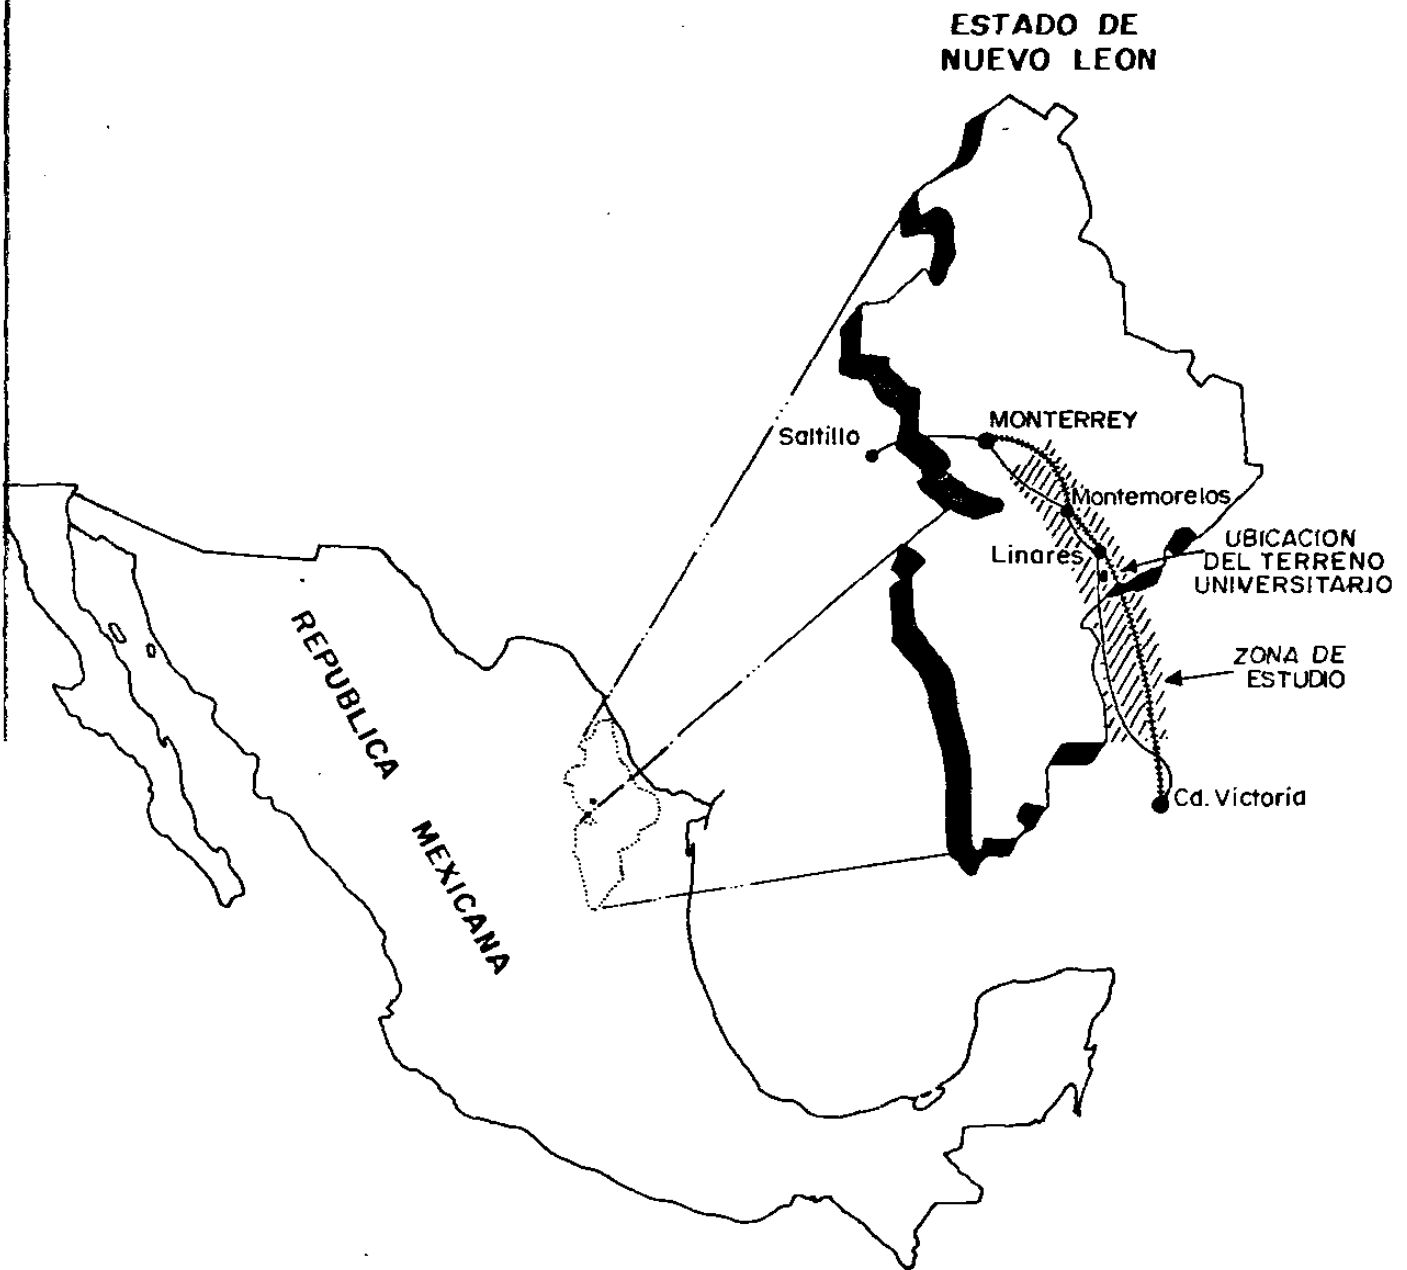 ESTADO DE
NUEVO LEON
MONTERREY
Saltillo
Montemorelos
Linares
UBICACION
DEL TERRENO
UNIVERSITARIO
ZONA DE
ESTUDIO
Cd. Victoria
REPUBLICA
MEXICANA